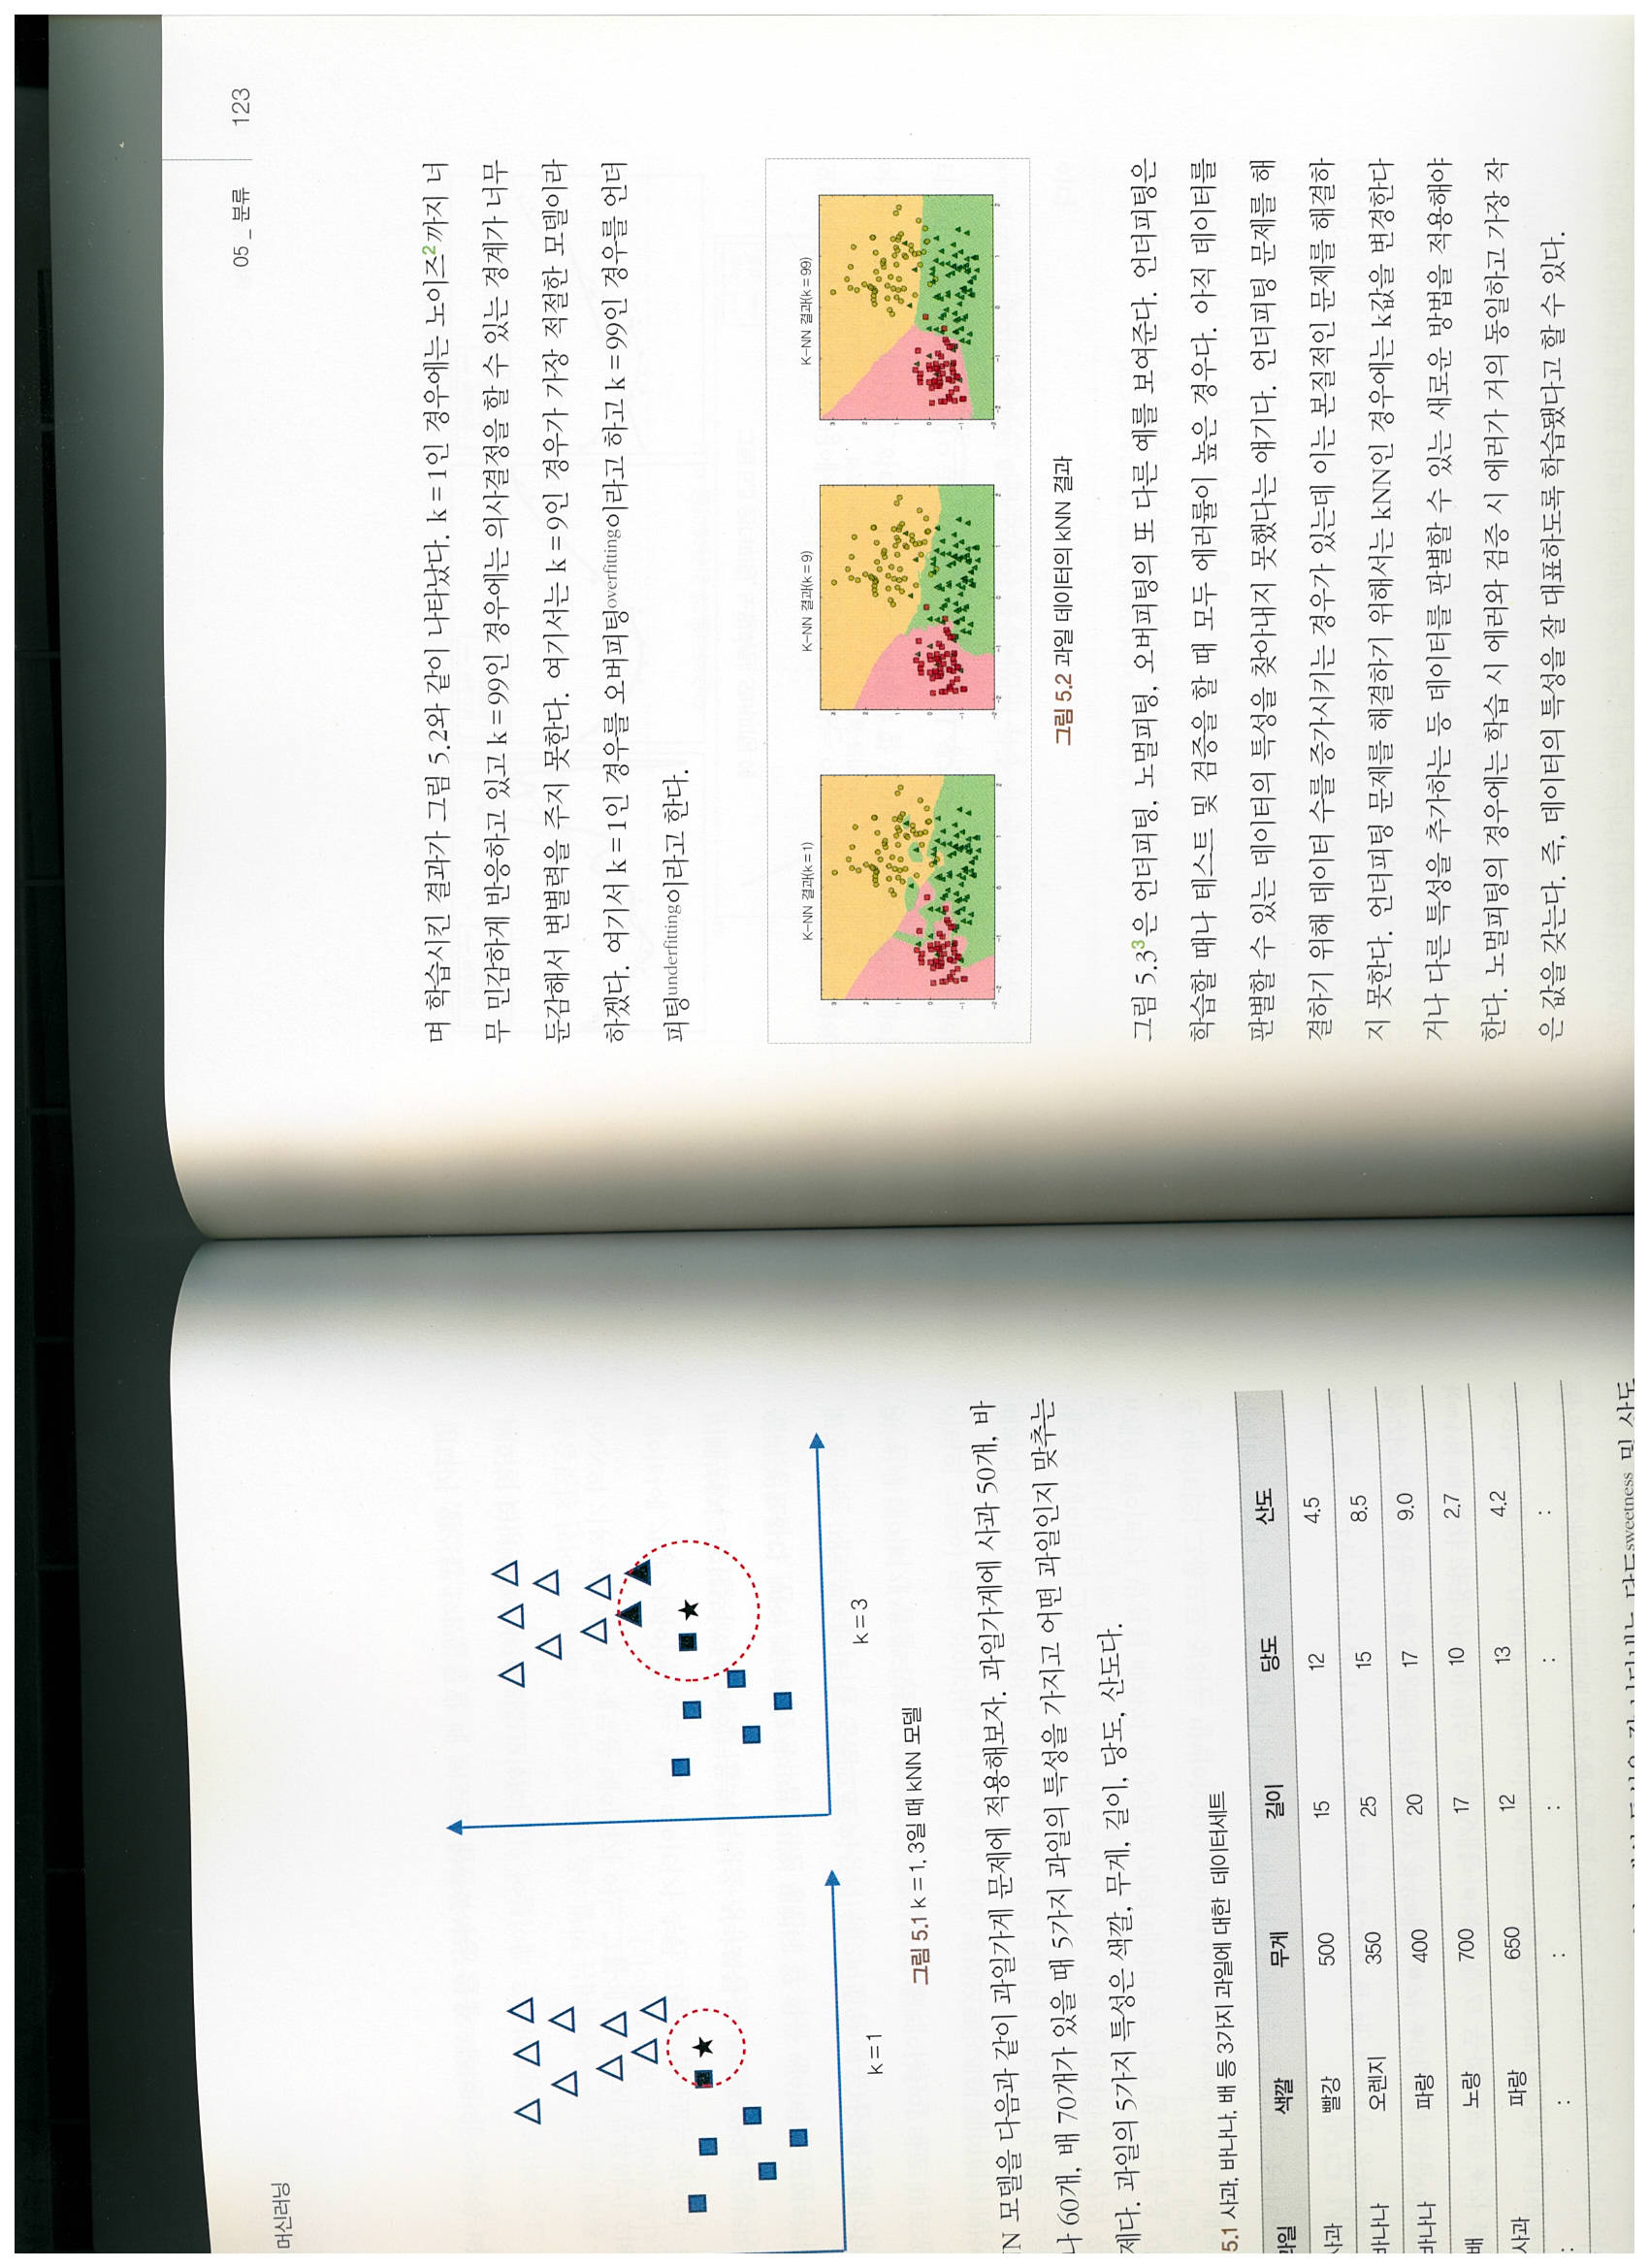 머신러닝
k = 1
k = 3
그림 5.1 k = 1, 3일 때 kNN 모델
NN 모델을 다음과 같이 과일가게 문제에 적용해보자. 과일가게에 사과 50개, 바
나 60개, 배 70개가 있을 때 5가지 과일의 특성을 가지고 어떤 과일인지 맞추는
제다. 과일의 5가지 특성은 색깔, 무게, 길이, 당도, 산도다.
5.1 사과, 바나나, 배 등 3가지 과일에 대한 데이터세트
과일 색깔 무게 길이 당도 산도
사과 빨강 500 15 12 4.5
바나나 오렌지 350 25 15 8.5
바나나 파랑 400 20 17 9.0
배 노랑 700 17 10 2.7
사과 파랑 650 12 13 4.2
: : : : : :
당도sweetness 및 산도
05 _ 분류 123
며 학습시킨 결과가 그림 5.2와 같이 나타났다. k = 1인 경우에는 노이즈2까지 너
무 민감하게 반응하고 있고 k = 99인 경우에는 의사결정을 할 수 있는 경계가 너무
둔감해서 변별력을 주지 못한다. 여기서는 k = 9인 경우가 가장 적절한 모델이라
하겠다. 여기서 k = 1인 경우를 오버피팅overfitting이라고 하고 k = 99인 경우를 언더
피팅underfitting이라고 한다.
K-NN 결과(k = 1) K-NN 결과(k = 9) K-NN 결과(k = 99)
그림 5.2 과일 데이터의 kNN 결과
그림 5.33은 언더피팅, 노멀피팅, 오버피팅의 또 다른 예를 보여준다. 언더피팅은
학습할 때나 테스트 및 검증을 할 때 모두 에러률이 높은 경우다. 아직 데이터를
판별할 수 있는 데이터의 특성을 찾아내지 못했다는 얘기다. 언더피팅 문제를 해
결하기 위해 데이터 수를 증가시키는 경우가 있는데 이는 본질적인 문제를 해결하
지 못한다. 언더피팅 문제를 해결하기 위해서는 kNN인 경우에는 k값을 변경한다
거나 다른 특성을 추가하는 등 데이터를 판별할 수 있는 새로운 방법을 적용해야
한다. 노멀피팅의 경우에는 학습 시 에러와 검증 시 에러가 거의 동일하고 가장 작
은 값을 갖는다. 즉, 데이터의 특성을 잘 대표하도록 학습됐다고 할 수 있다.